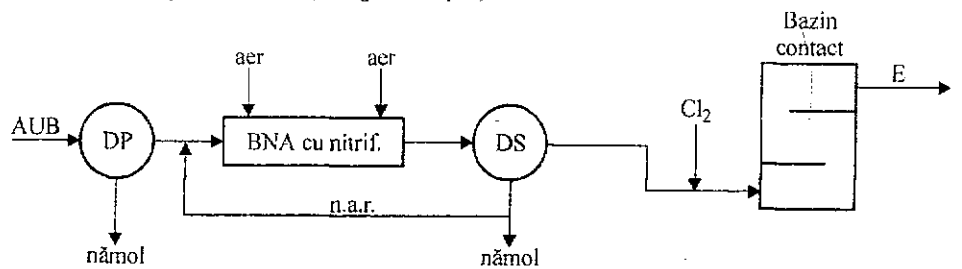 Bazin
contact
aer
aer
E
Cl₂
AUB
DP
BNA cu nitrif.
DS
n.a.r.
nămol
nămol